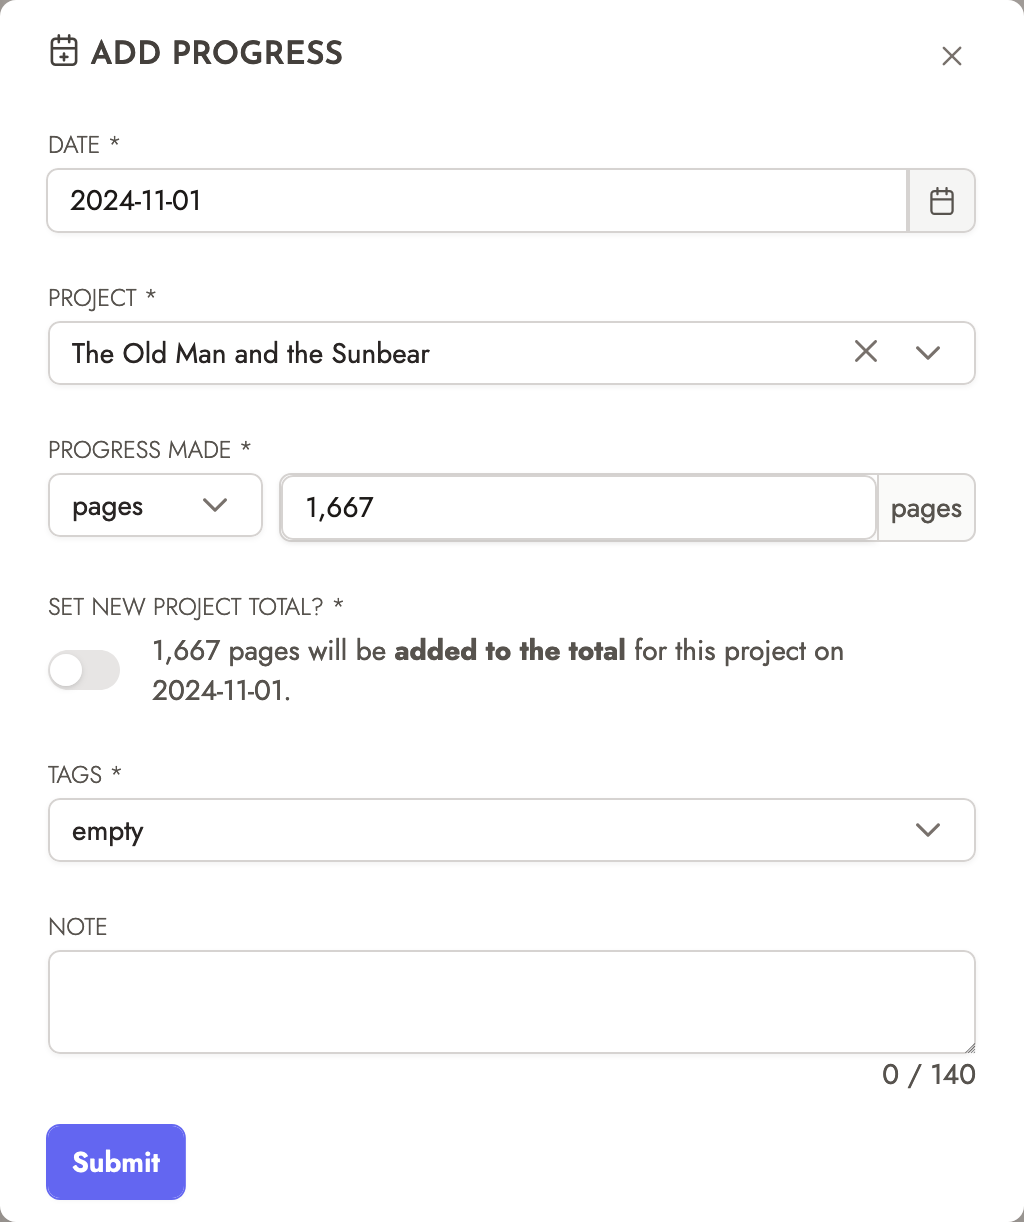 ADD PROGRESS
DATE *
2024-11-01
PROJECT *
The Old Man and the Sunbear
PROGRESS MADE *
pages 1,667 pages
SET NEW PROJECT TOTAL? *
1,667 pages will be added to the total for this project on
2024-11-01.
TAGS *
empty
NOTE
0 / 140
Submit